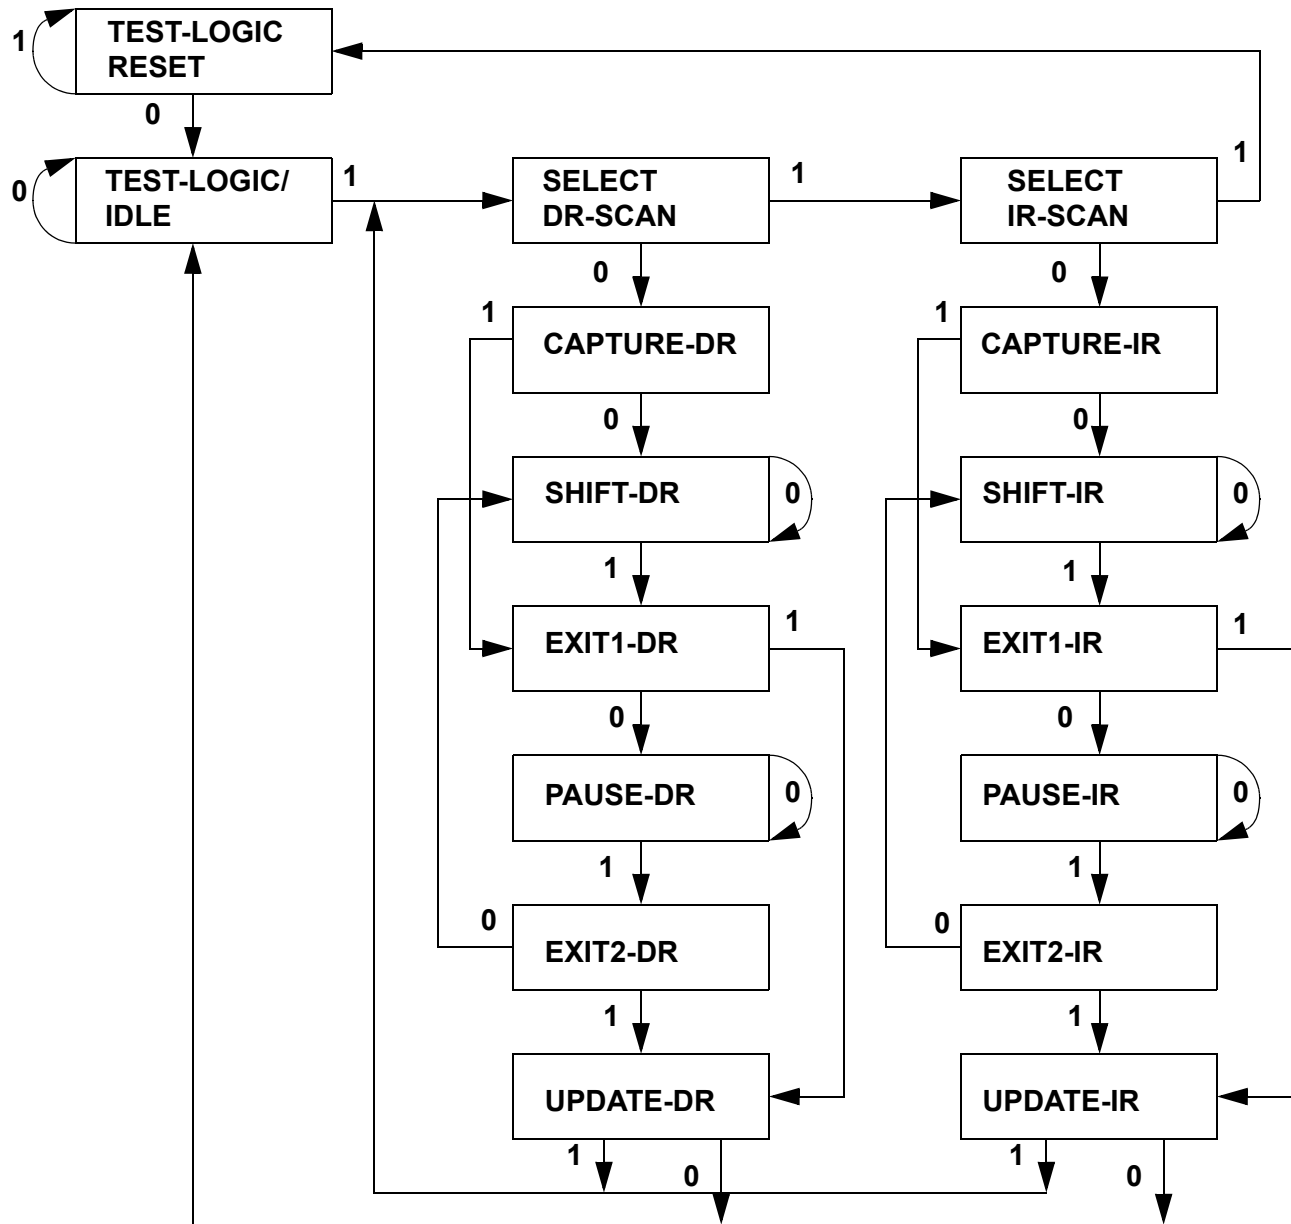 1
TEST-LOGIC
RESET
0
0
TEST-LOGIC/
IDLE
1
SELECT
DR-SCAN
1
SELECT
IR-SCAN
1
0
0
1
CAPTURE-DR
1
CAPTURE-IR
0
0
SHIFT-DR
0
SHIFT-IR
0
1
1
EXIT1-DR
1
EXIT1-IR
1
0
0
PAUSE-DR
0
PAUSE-IR
0
1
1
0
EXIT2-DR
0
EXIT2-IR
1
1
UPDATE-DR
UPDATE-IR
1
0
1
0